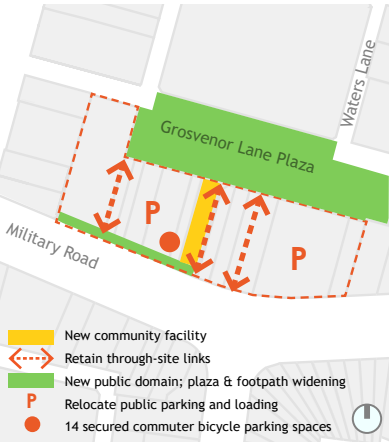 Waters Lane
Grosvenor Lane Plaza
P
P
Military Road
New community facility
Retain through-site links
New public domain; plaza & footpath widening
P Relocate public parking and loading
14 secured commuter bicycle parking spaces